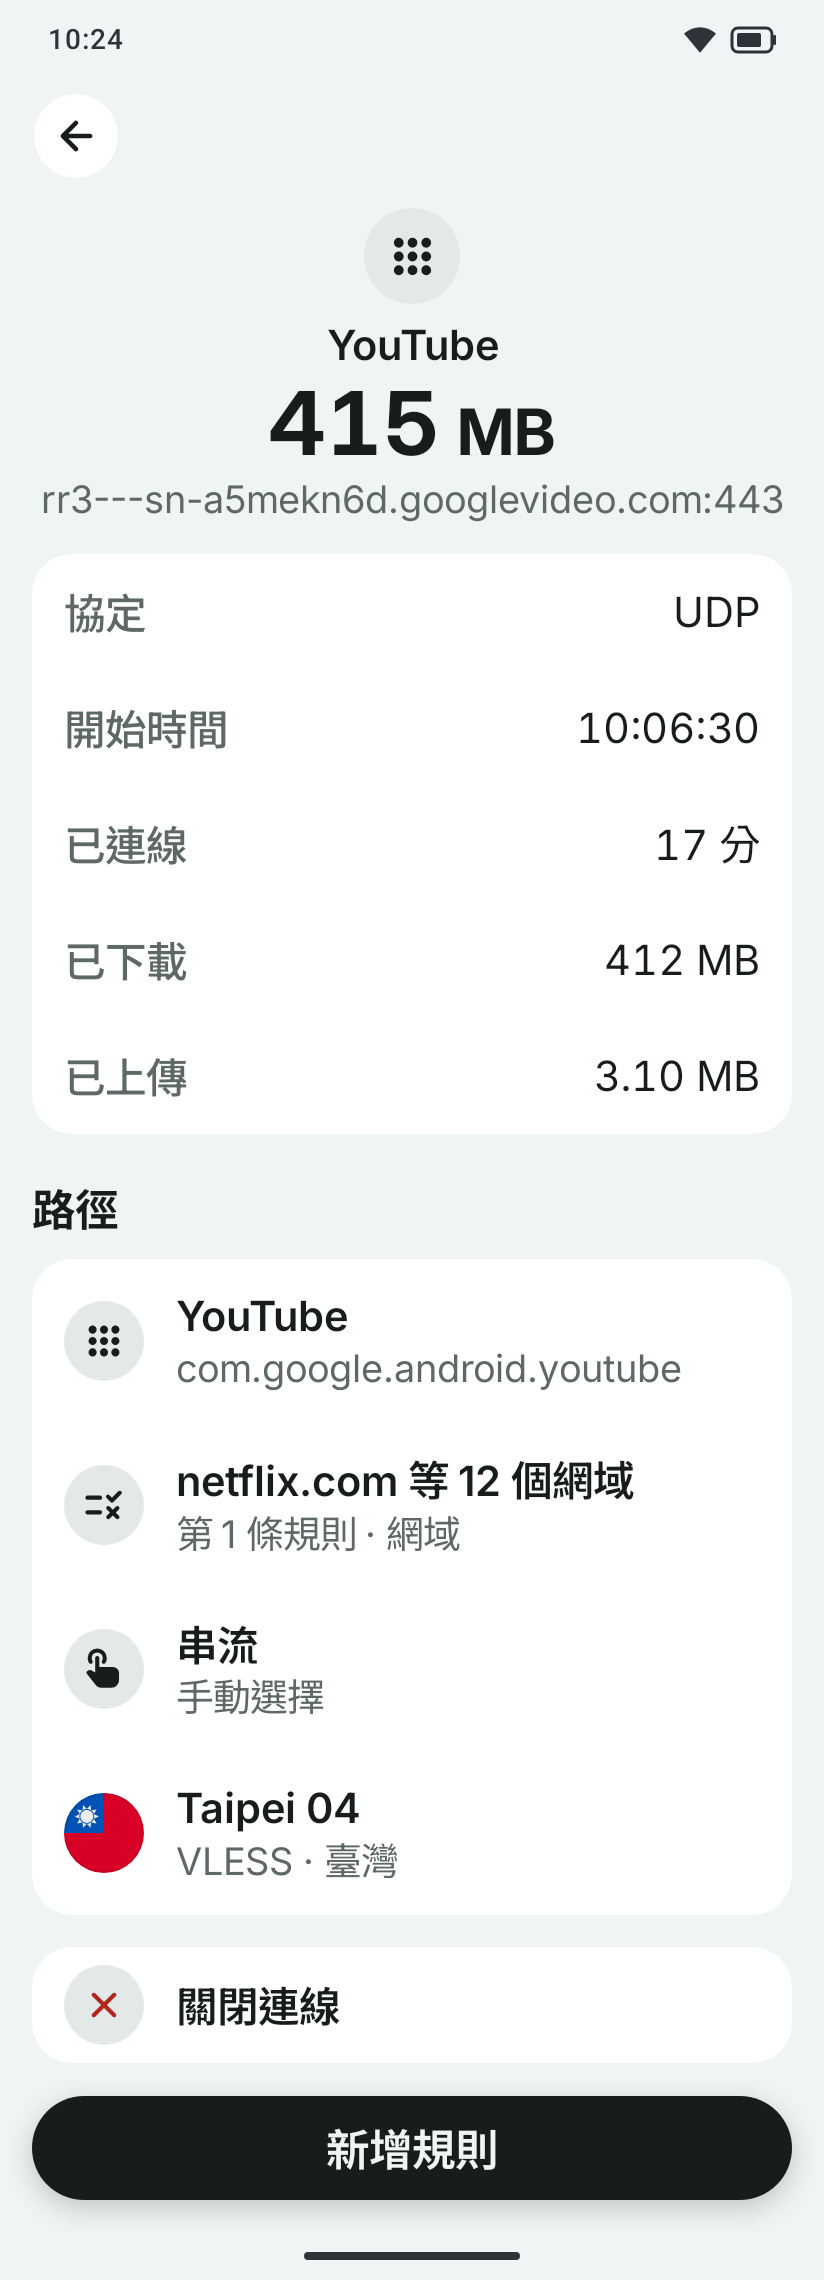 10:24
YouTube
415 MB
rr3---sn-a5mekn6d.googlevideo.com:443
協定
UDP
開始時間
10:06:30
已連線
17 分
已下載
412 MB
已上傳
3.10 MB
路徑
YouTube
com.google.android.youtube
netflix.com 等 12 個網域
第 1 條規則 · 網域
串流
手動選擇
Taipei 04
VLESS · 臺灣
關閉連線
新增規則